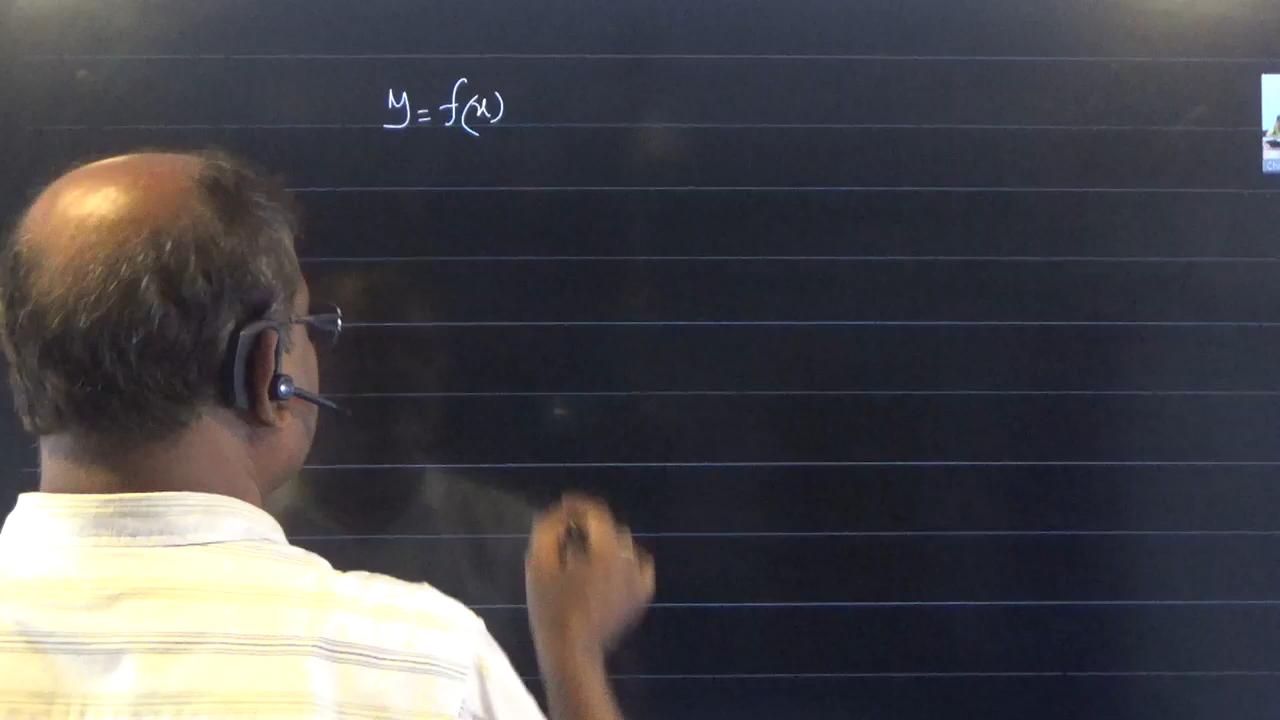 y = f(x)